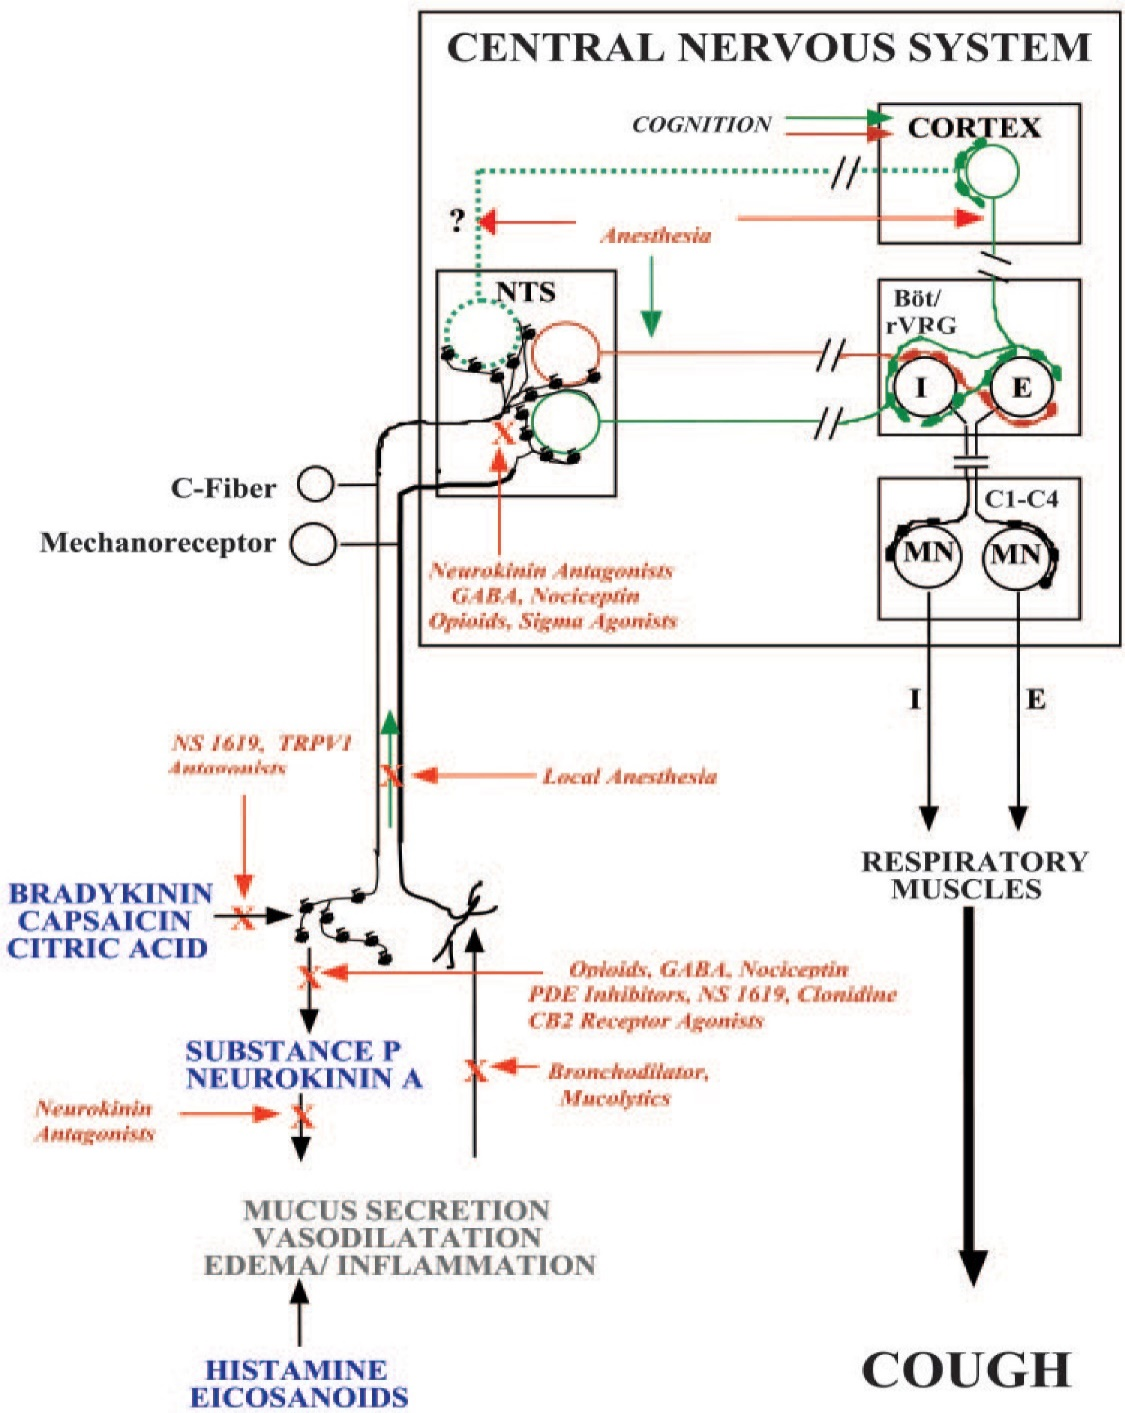 CENTRAL NERVOUS SYSTEM
COGNITION
CORTEX
//
?
Anesthesia
NTS
Böt/
rVRG
//
I
E
X
//
C-Fiber
C1-C4
Mechanoreceptor
MN
MN
Neurokinin Antagonists
GABA, Nociceptin
Opioids, Sigma Agonists
I
E
NS 1619, TRPV1
Antagonists
X
Local Anesthesia
RESPIRATORY
MUSCLES
BRADYKININ
CAPSAICIN
CITRIC ACID
X
X
Opioids, GABA, Nociceptin
PDE Inhibitors, NS 1619, Clonidine
CB2 Receptor Agonists
SUBSTANCE P
NEUROKININ A
X
Bronchodilator,
Mucolytics
Neurokinin
Antagonists
X
MUCUS SECRETION
VASODILATATION
EDEMA/ INFLAMMATION
HISTAMINE
EICOSANOIDS
COUGH